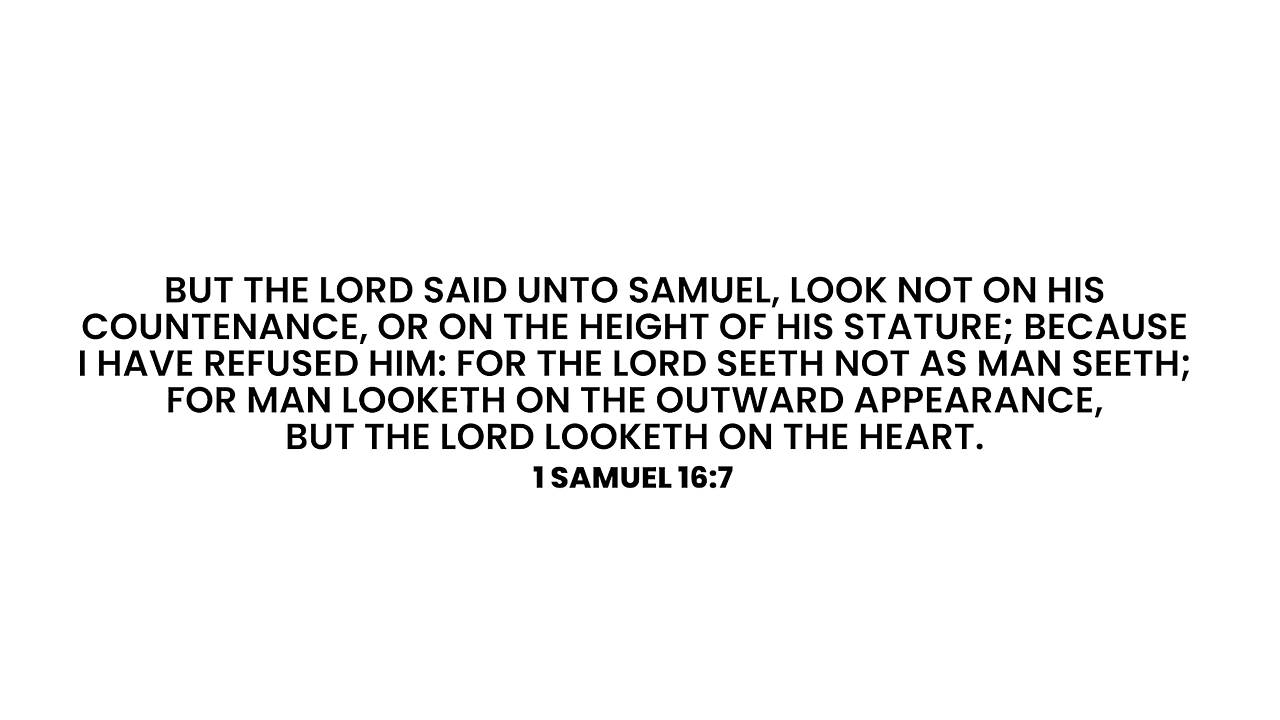 BUT THE LORD SAID UNTO SAMUEL, LOOK NOT ON HIS
COUNTENANCE, OR ON THE HEIGHT OF HIS STATURE; BECAUSE
I HAVE REFUSED HIM: FOR THE LORD SEETH NOT AS MAN SEETH;
FOR MAN LOOKETH ON THE OUTWARD APPEARANCE,
BUT THE LORD LOOKETH ON THE HEART.
1 SAMUEL 16:7